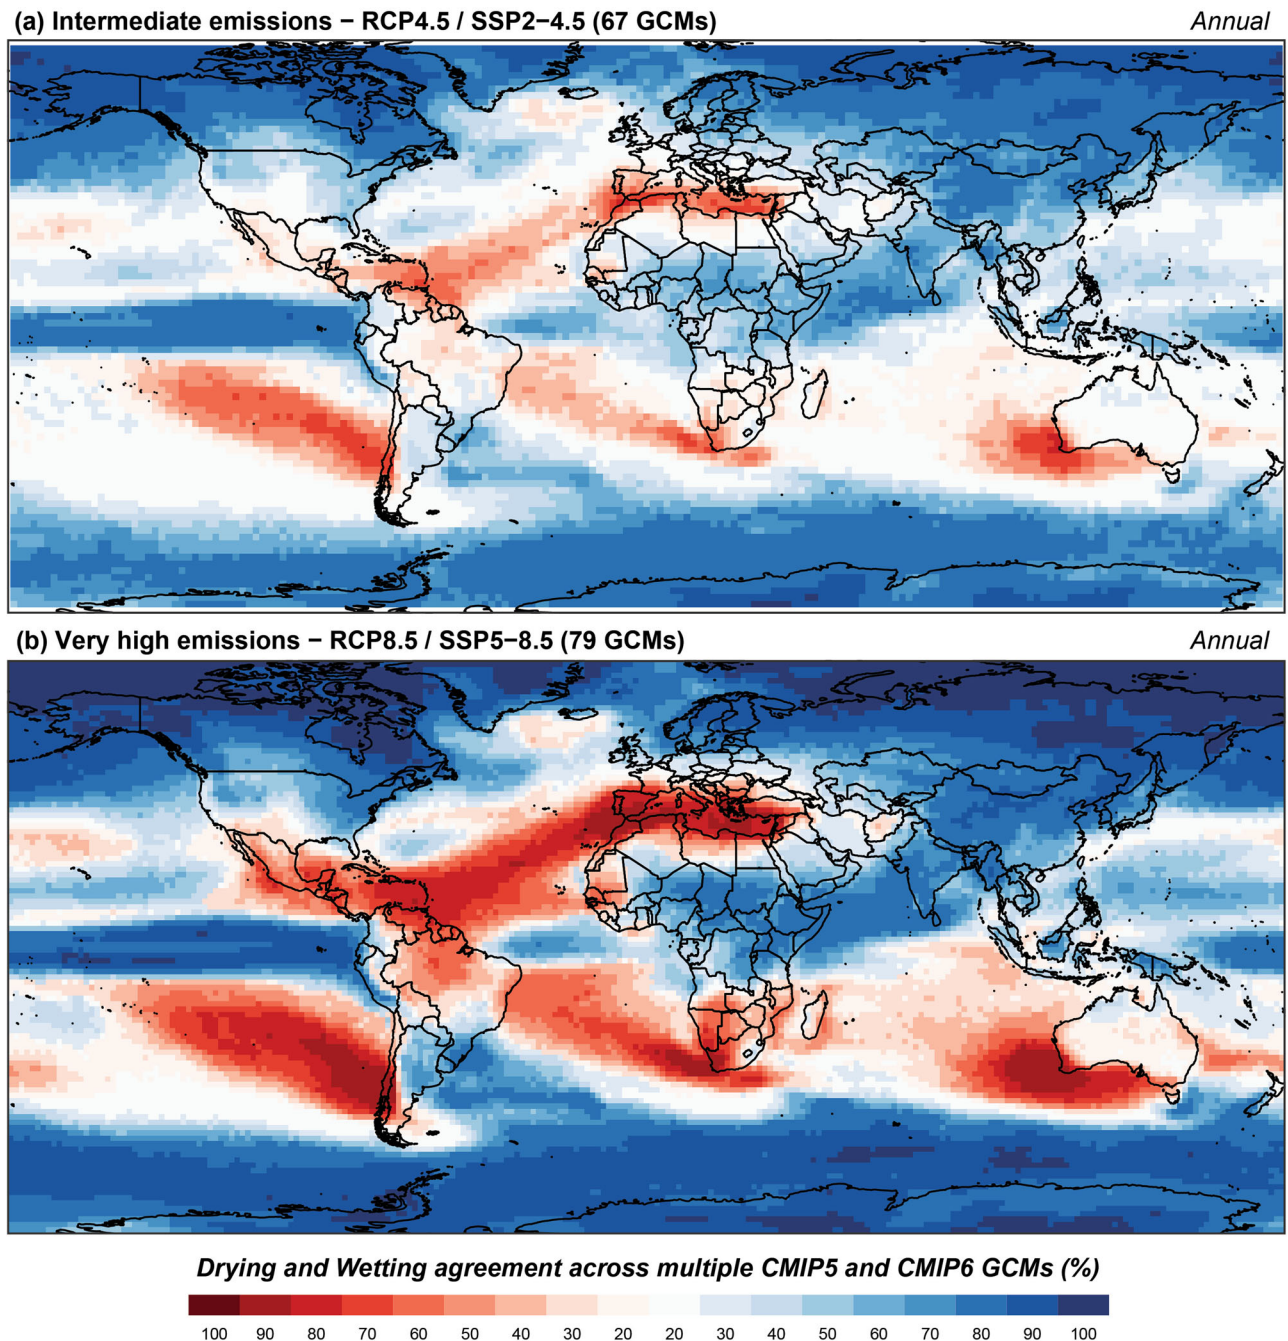 (a) Intermediate emissions − RCP4.5 / SSP2−4.5 (67 GCMs) Annual
(b) Very high emissions − RCP8.5 / SSP5−8.5 (79 GCMs) Annual
Drying and Wetting agreement across multiple CMIP5 and CMIP6 GCMs (%)
100 90 80 70 60 50 40 30 20 20 30 40 50 60 70 80 90 100